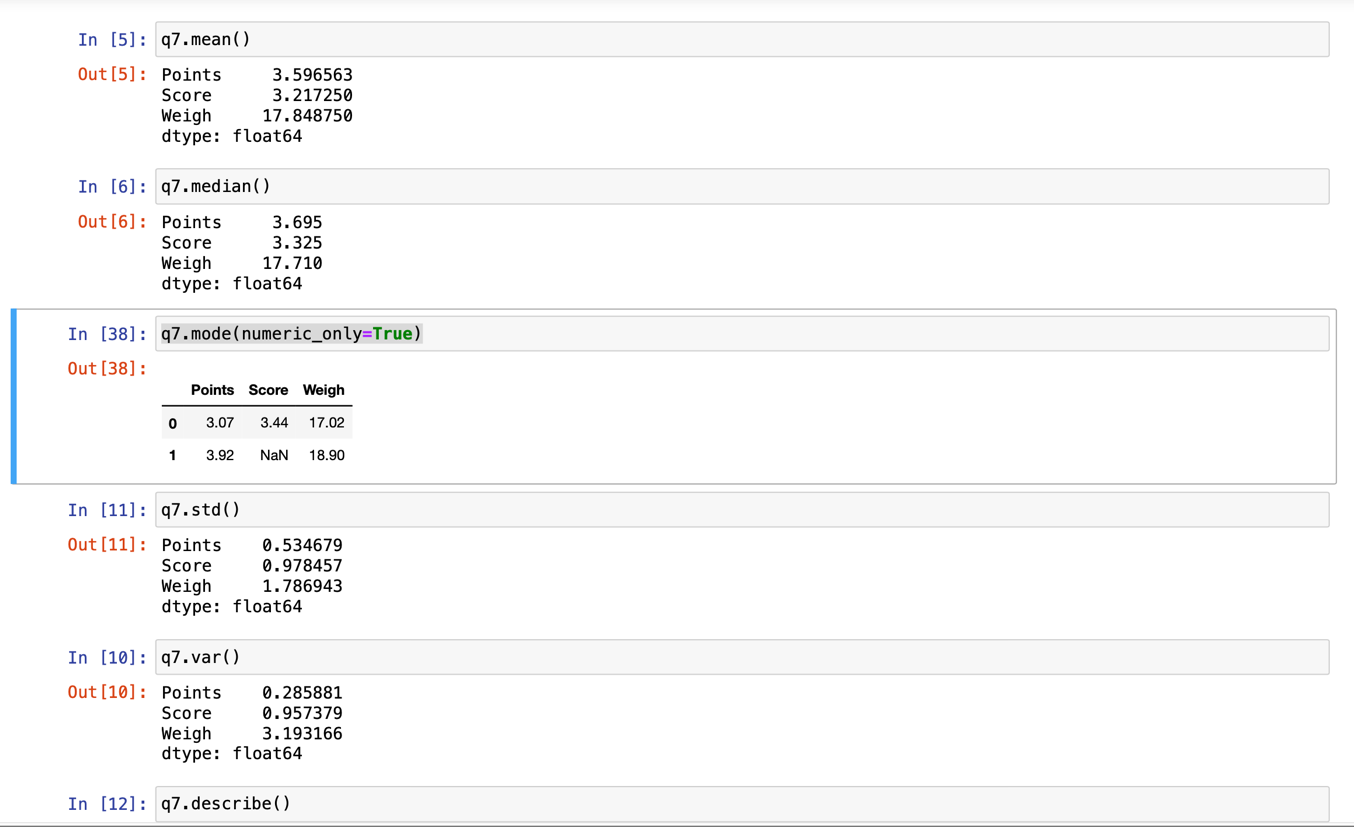 In [5]: q7.mean()
Out[5]: Points 3.596563
Score 3.217250
Weigh 17.848750
dtype: float64
In [6]: q7.median()
Out[6]: Points 3.695
Score 3.325
Weigh 17.710
dtype: float64
In [38]: q7.mode(numeric_only=True)
Out[38]:
Points Score Weigh
0 3.07 3.44 17.02
1 3.92 NaN 18.90
In [11]: q7.std()
Out[11]: Points 0.534679
Score 0.978457
Weigh 1.786943
dtype: float64
In [10]: q7.var()
Out[10]: Points 0.285881
Score 0.957379
Weigh 3.193166
dtype: float64
In [12]: q7.describe()